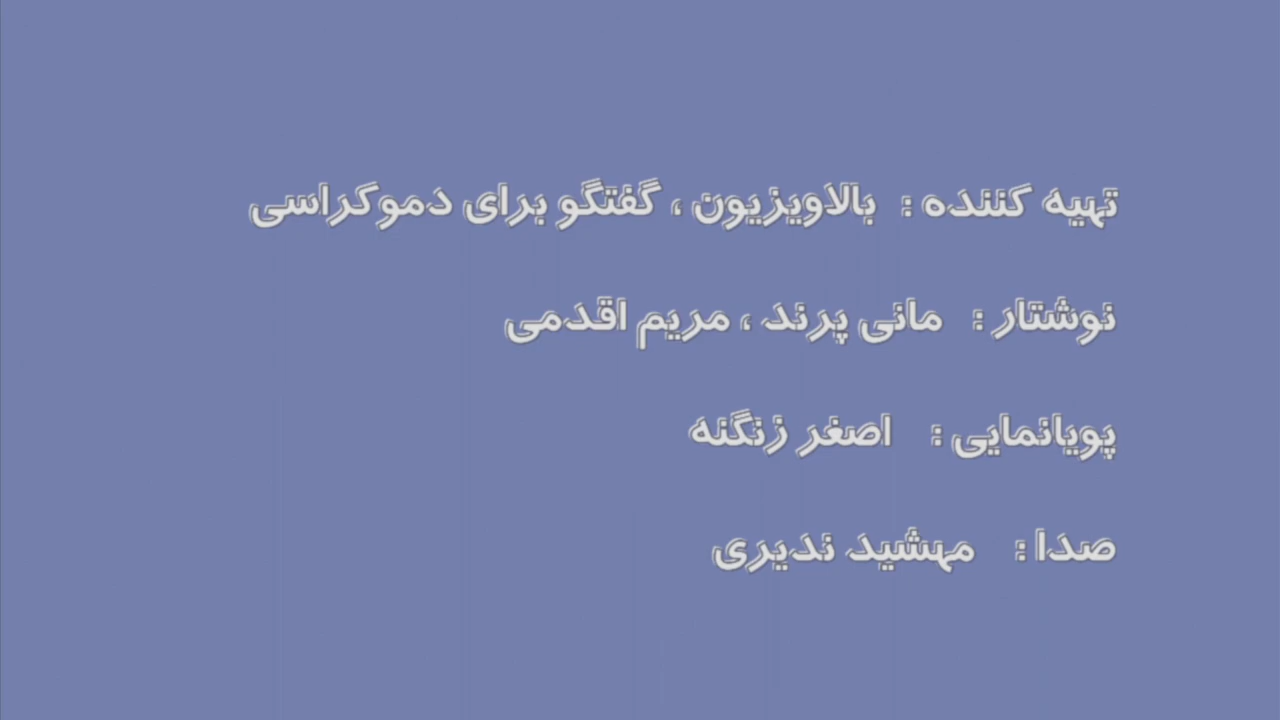 تهیه کننده : بالاویزیون ، گفتگو برای دموکراسی
نوشتار : مانی پرند ، مریم اقدمی
پویانمایی : اصغر زنگنه
صدا : مهشید ندیری